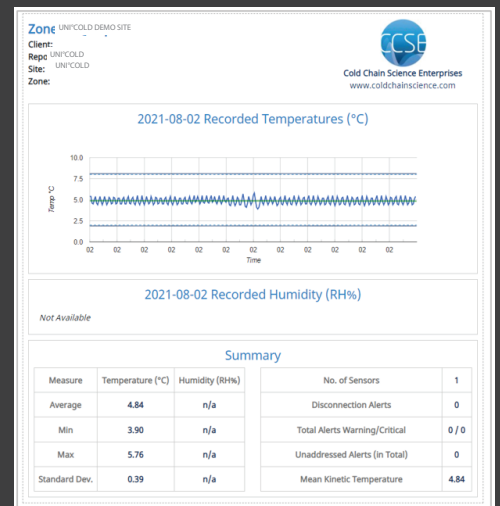 Zone UNI°COLD DEMO SITE
Client:
Repo UNI°COLD
Site: UNI°COLD
Zone:
CCSE
Cold Chain Science Enterprises
www.coldchainscience.com
2021-08-02 Recorded Temperatures (°C)
10.0
7.5
5.0
2.5
0.0
Temp °C
02 02 02 02 02 02 02 02 02 02 02 02
Time
2021-08-02 Recorded Humidity (RH%)
Not Available
Summary
Measure Temperature (°C) Humidity (RH%)
Average 4.84 n/a
Min 3.90 n/a
Max 5.76 n/a
Standard Dev. 0.39 n/a
No. of Sensors 1
Disconnection Alerts 0
Total Alerts Warning/Critical 0 / 0
Unaddressed Alerts (in Total) 0
Mean Kinetic Temperature 4.84